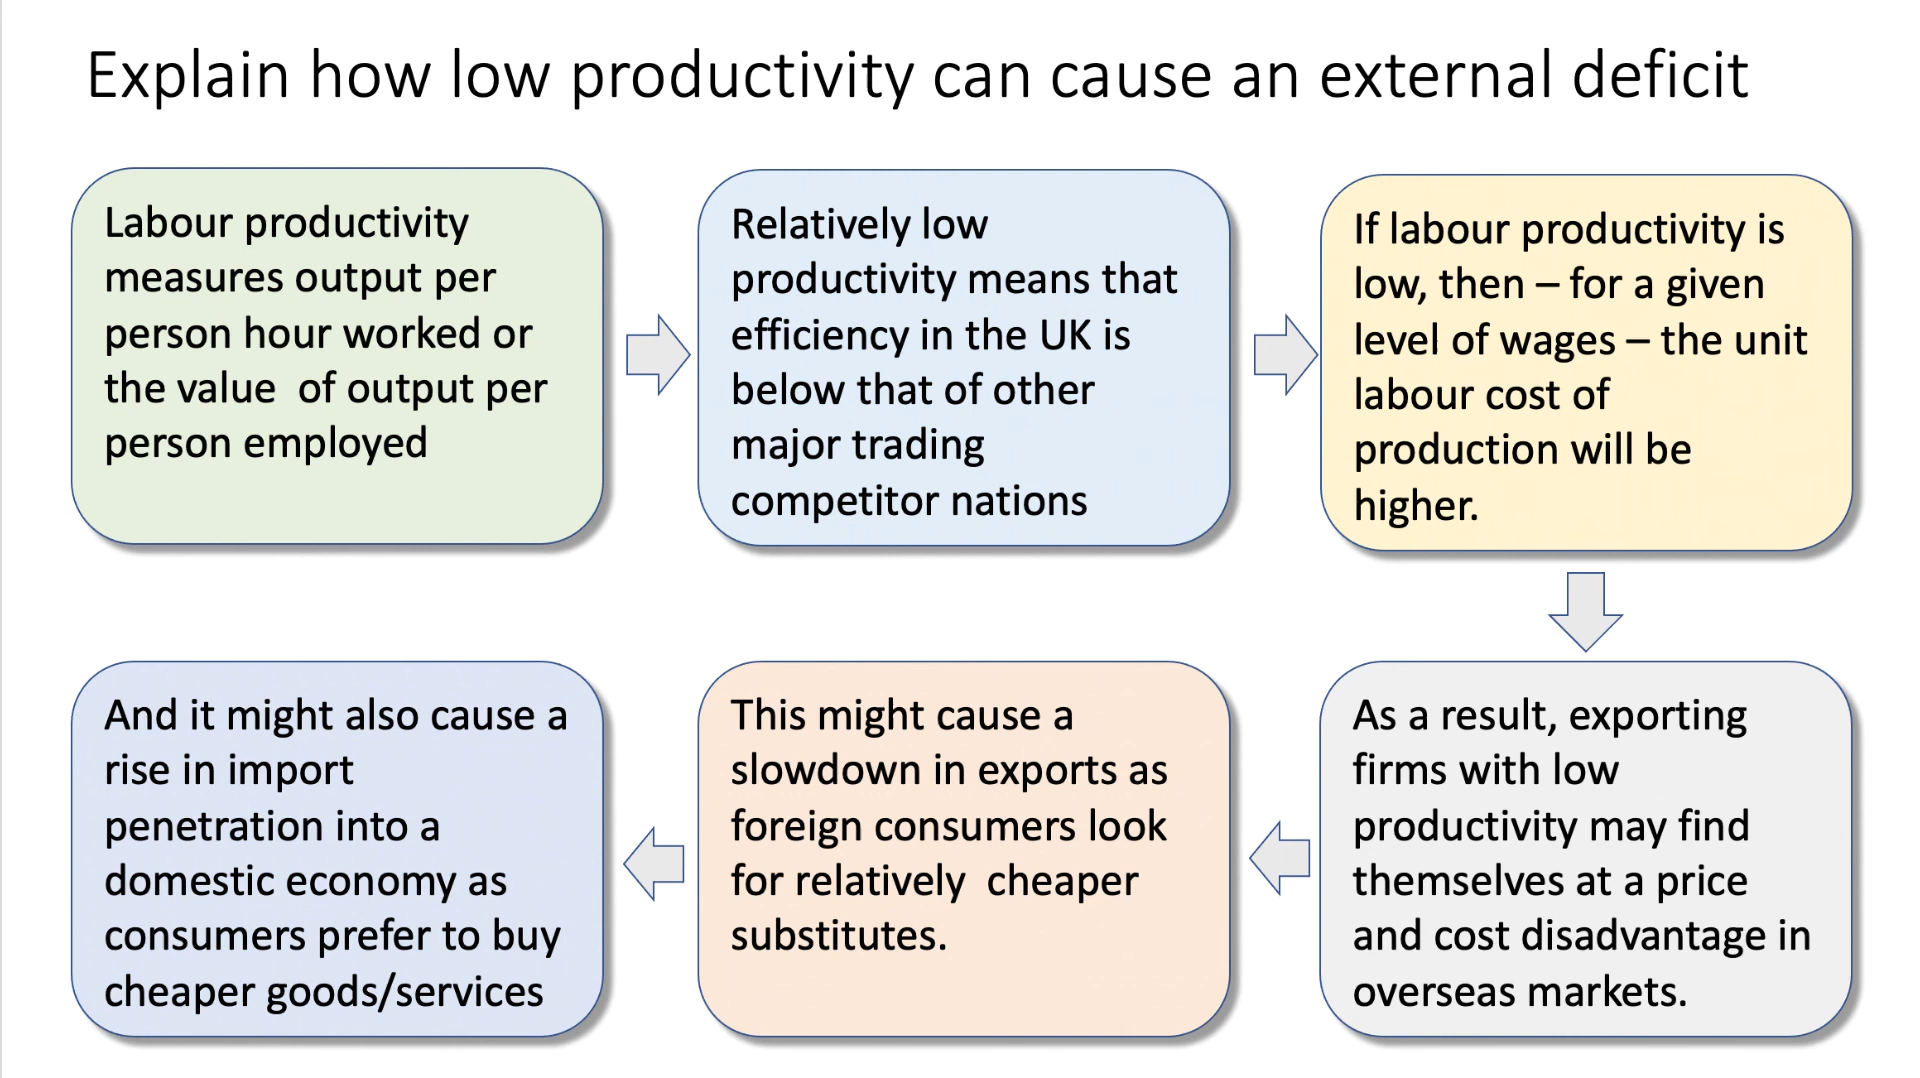 Explain how low productivity can cause an external deficit
Labour productivity
measures output per
person hour worked or
the value  of output per
person employed
Relatively low
productivity means that
efficiency in the UK is
below that of other
major trading
competitor nations
If labour productivity is
low, then – for a given
level of wages – the unit
labour cost of
production will be
higher.
As a result, exporting
firms with low
productivity may find
themselves at a price
and cost disadvantage in
overseas markets.
This might cause a
slowdown in exports as
foreign consumers look
for relatively  cheaper
substitutes.
And it might also cause a
rise in import
penetration into a
domestic economy as
consumers prefer to buy
cheaper goods/services